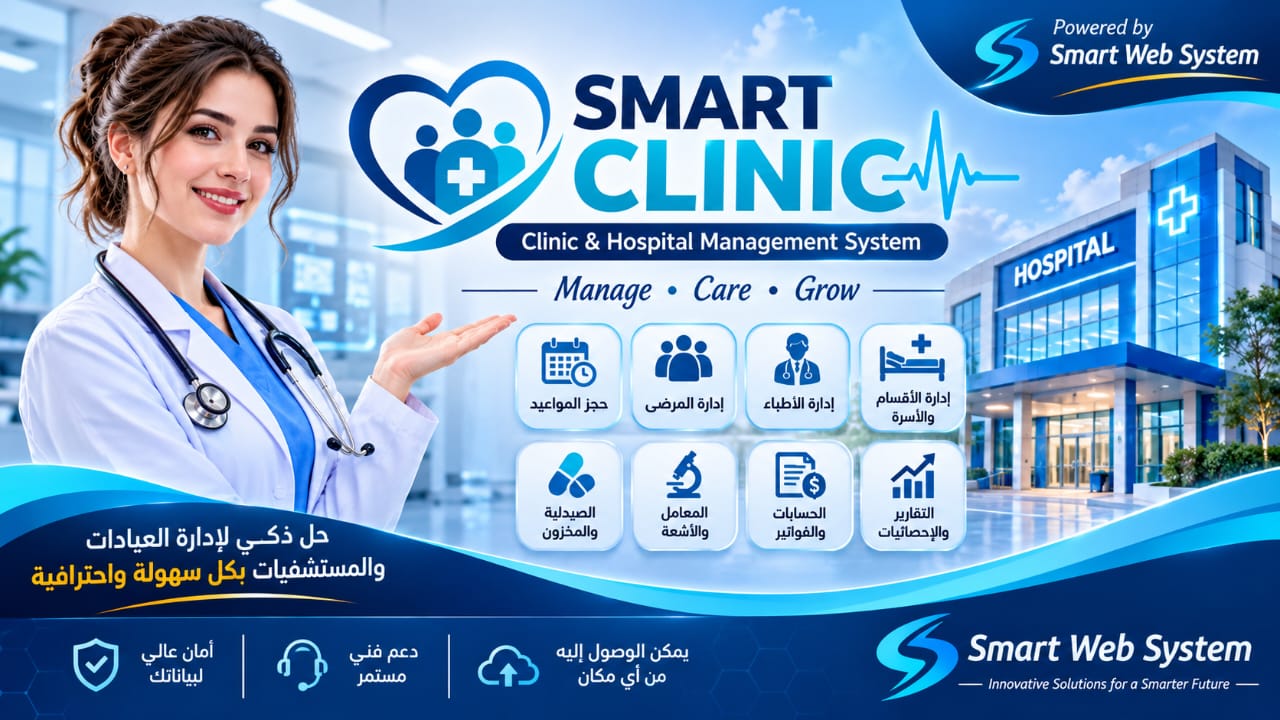 Powered by
Smart Web System
SMART
CLINIC
Clinic & Hospital Management System
Manage • Care • Grow
HOSPITAL
حجز المواعيد
إدارة المرضى
إدارة الأطباء
إدارة الأقسام
والأسرة
الصيدلية
والمخزون
المعامل
والأشعة
الحسابات
والفواتير
التقارير
والإحصائيات
حل ذكي لإدارة العيادات
والمستشفيات بكل سهولة واحترافية
أمان عالي
لبياناتك
دعم فني
مستمر
يمكن الوصول إليه
من أي مكان
Smart Web System
Innovative Solutions for a Smarter Future